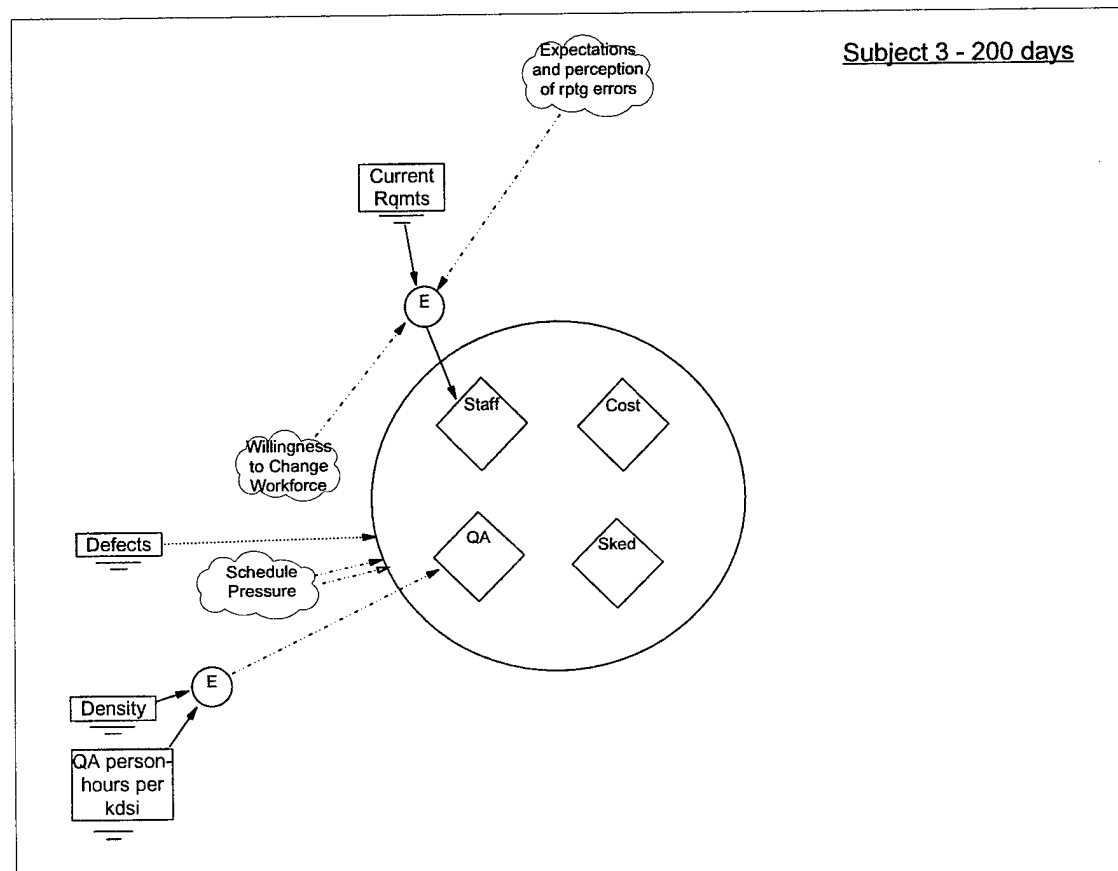 Subject 3 - 200 days
Expectations
and perception
of rptg errors
Current
Rqmts
E
Staff
Cost
Willingness
to Change
Workforce
Defects
QA
Sked
Schedule
Pressure
E
Density
QA person-
hours per
kdsi